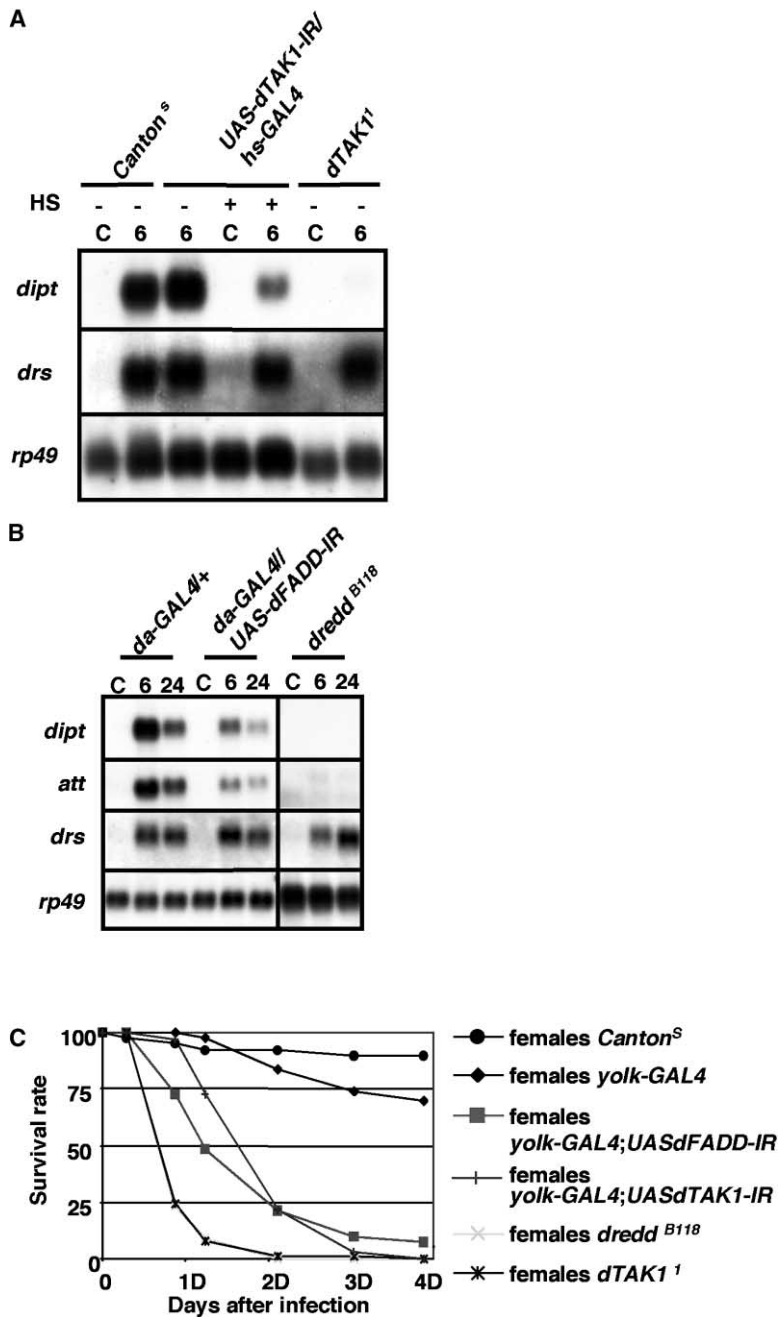 A
Canton S
UAS-dTAK1-IR/
hs-GAL4
dTAK1 1
HS - - - + + - -
C 6 6 C 6 C 6
dipt
drs
rp49
B
da-GAL4/+
da-GAL4//
UAS-dFADD-IR
dredd B118
C 6 24 C 6 24 C 6 24
dipt
att
drs
rp49
C
Survival rate
100
75
50
25
0
1D 2D 3D 4D
Days after infection
females Canton S
females yolk-GAL4
females
yolk-GAL4;UASdFADD-IR
females
yolk-GAL4;UASdTAK1-IR
females dredd B118
females dTAK1 1